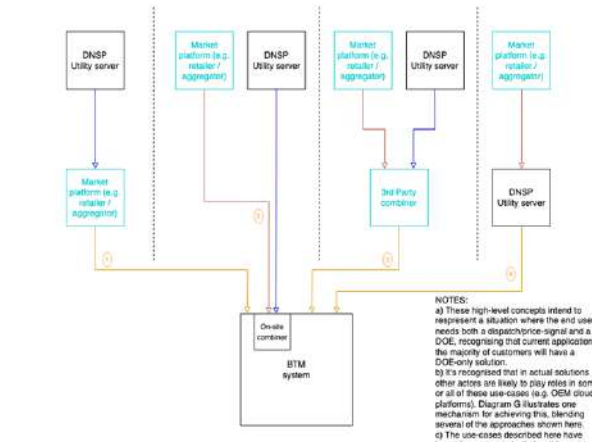 DNSP
Utility server
Market
platform (e.g.
retailer /
aggregator)
DNSP
Utility server
Market
platform (e.g.
retailer /
aggregator)
DNSP
Utility server
Market
platform (e.g.
retailer /
aggregator)
Market
platform (e.g.
retailer /
aggregator)
3rd Party
combiner
DNSP
Utility server
On-site
combiner
BTM
system
NOTES:
a) These high-level concepts intend to
respresent a situation where the end use
needs both a dispatch/price-signal and a
DOE, recognising that current application
the majority of customers will have a
DOE-only solution.
b) It's recognised that in actual solutions
other actors are likely to play roles in som
or all of these use-cases (e.g. OEM cloud
platforms). Diagram G illustrates one
mechanism for achieving this, blending
several of the approaches shown here.
c) The use-cases described here have